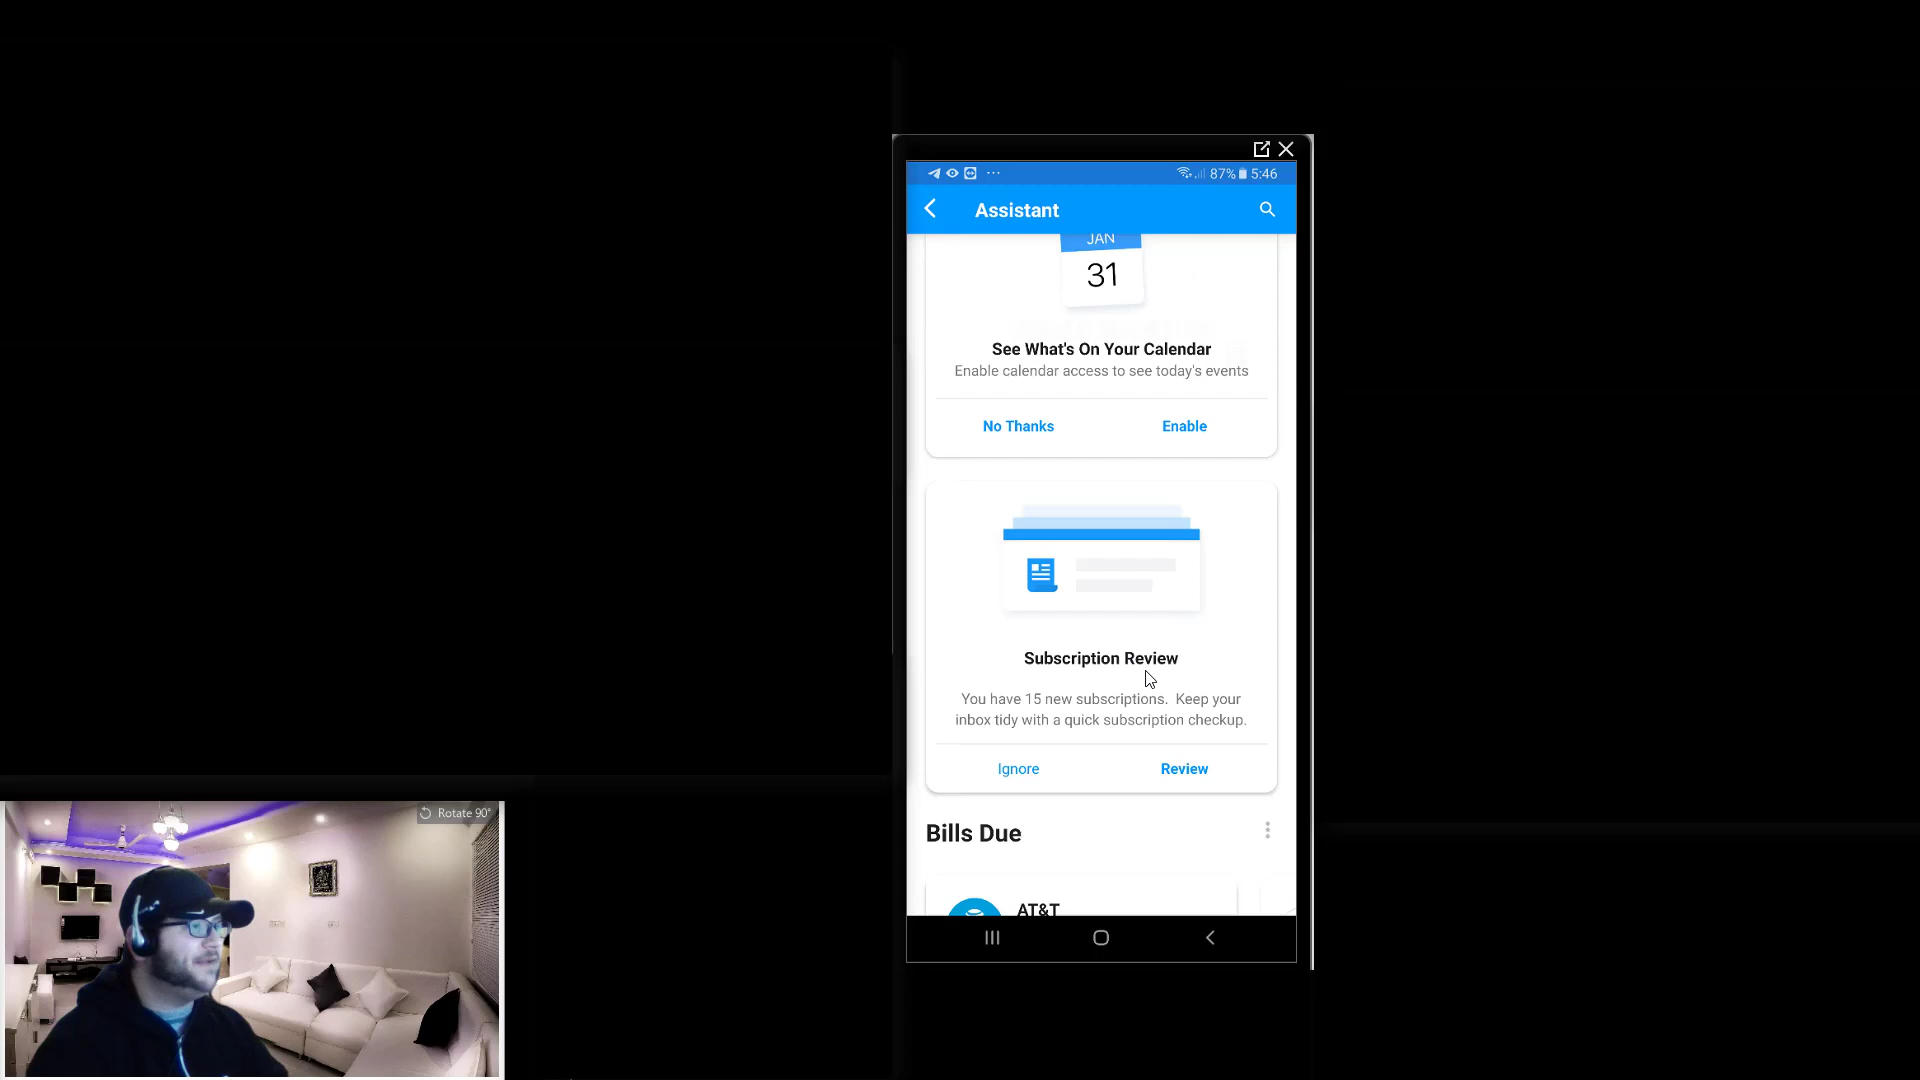 87% 5:46
Assistant
JAN
31
See What's On Your Calendar
Enable calendar access to see today's events
No Thanks Enable
Subscription Review
You have 15 new subscriptions. Keep your
inbox tidy with a quick subscription checkup.
Ignore Review
Bills Due
AT&T
Rotate 90°